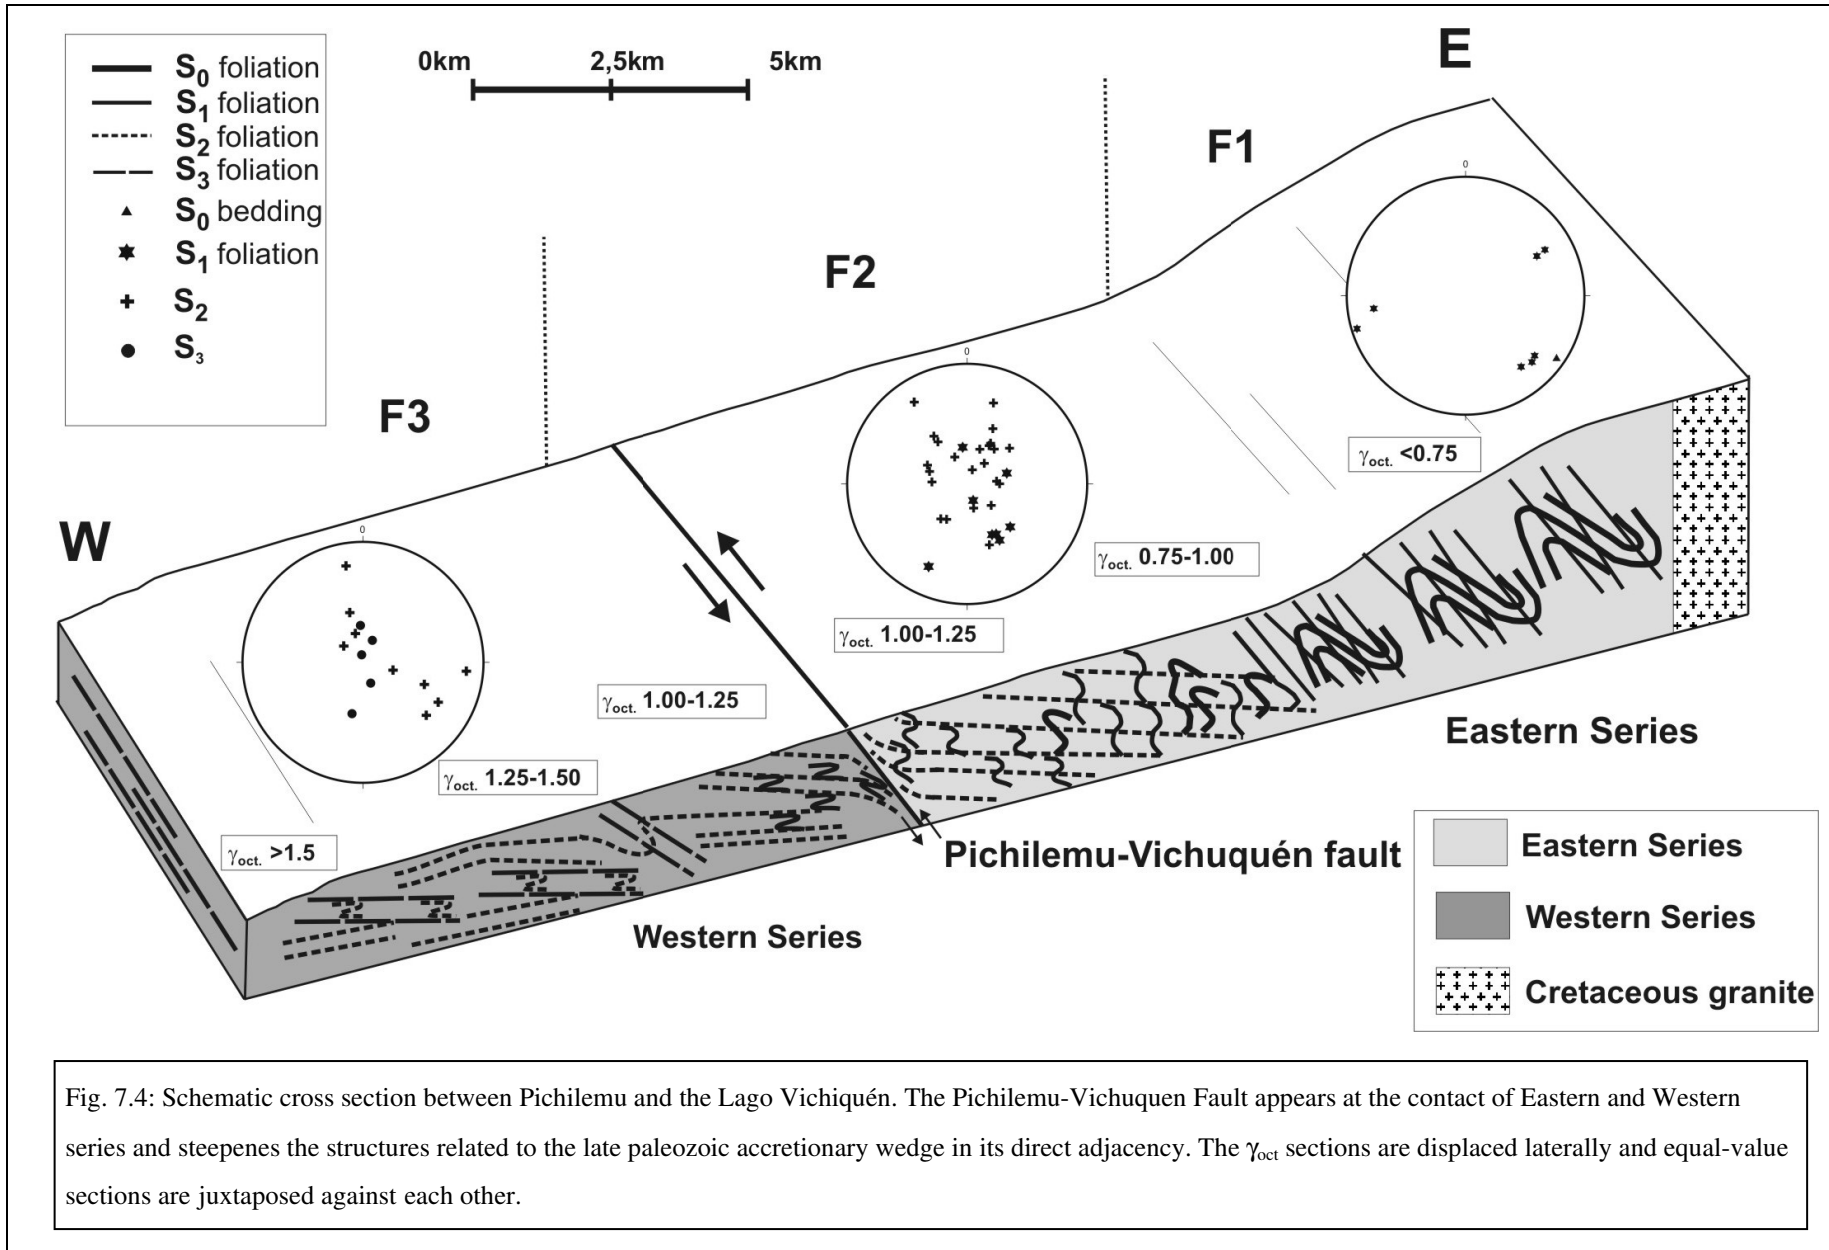 S0 foliation
S1 foliation
S2 foliation
S3 foliation
S0 bedding
S1 foliation
S2
S3
0km 2,5km 5km
E
F1
0
F2
0
F3
W
0
γoct. <0.75
γoct. 0.75-1.00
γoct. 1.00-1.25
γoct. 1.00-1.25
γoct. 1.25-1.50
γoct. >1.5
Eastern Series
Pichilemu-Vichuquén fault
Western Series
Eastern Series
Western Series
Cretaceous granite
Fig. 7.4: Schematic cross section between Pichilemu and the Lago Vichiquén. The Pichilemu-Vichuquen Fault appears at the contact of Eastern and Western
series and steepenes the structures related to the late paleozoic accretionary wedge in its direct adjacency. The γoct sections are displaced laterally and equal-value
sections are juxtaposed against each other.